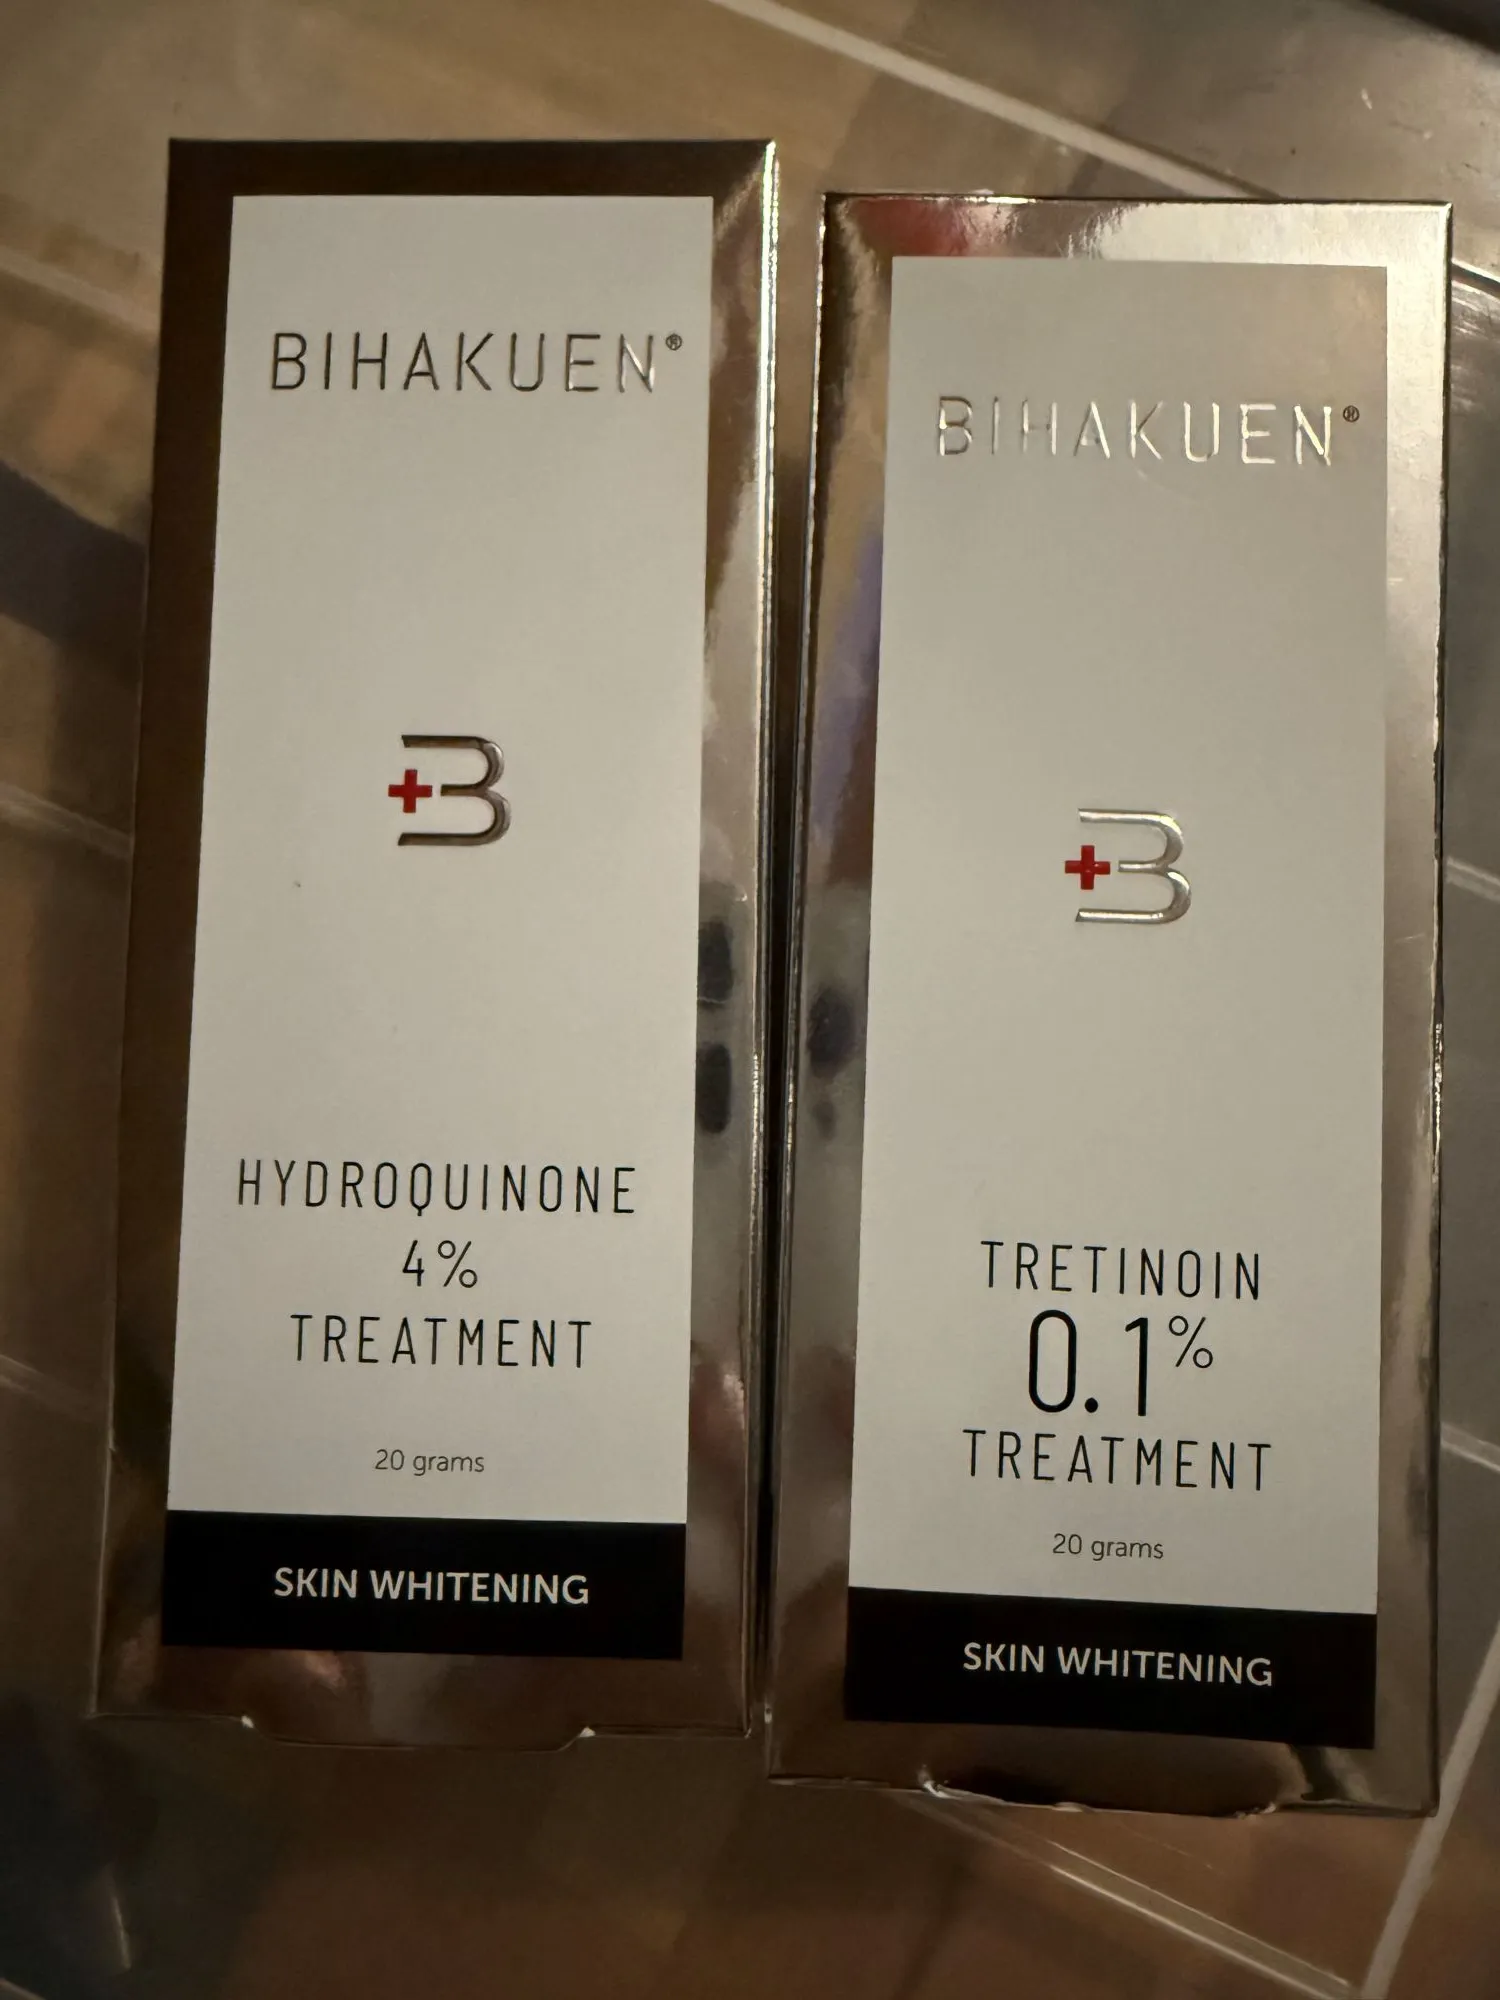 BIHAKUEN®
B
HYDROQUINONE
4%
TREATMENT
20 grams
SKIN WHITENING
BIHAKUEN®
B
TRETINOIN
0.1%
TREATMENT
20 grams
SKIN WHITENING